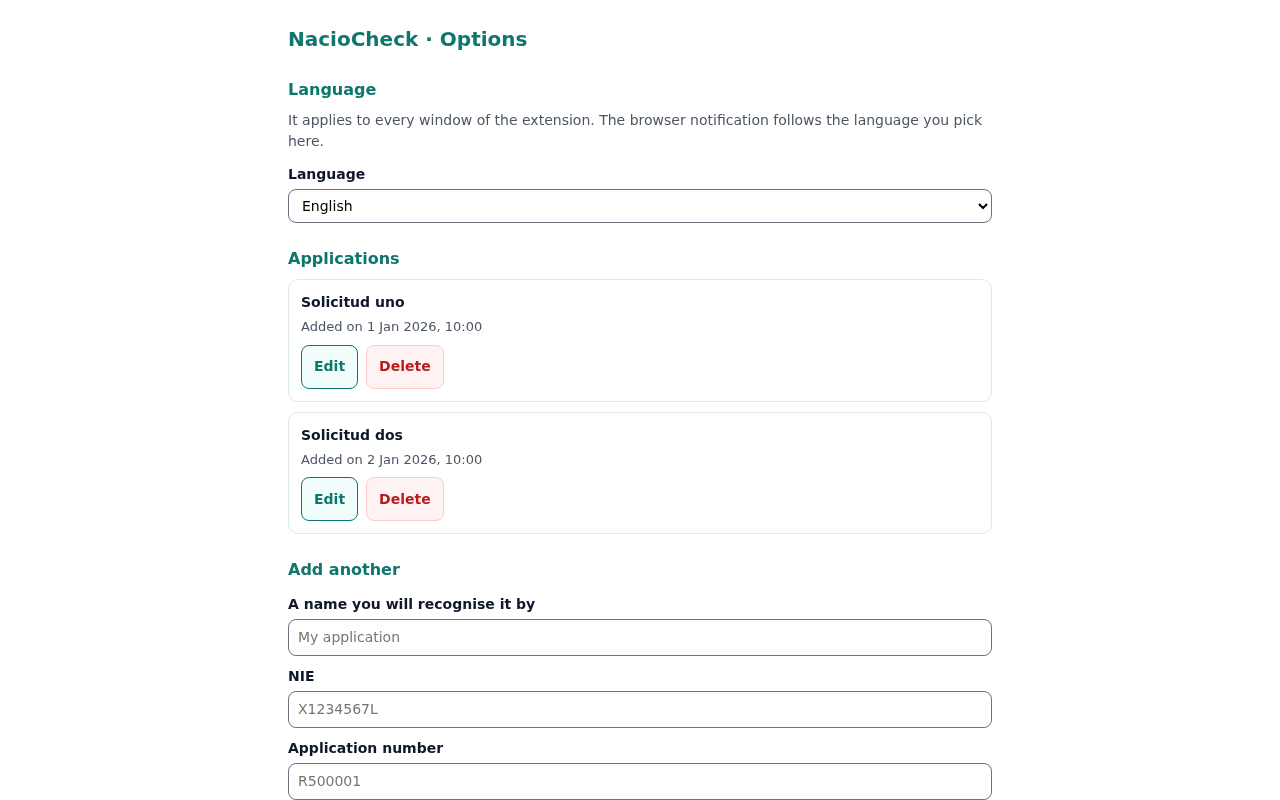 NacioCheck · Options
Language
It applies to every window of the extension. The browser notification follows the language you pick
here.
Language
English
Applications
Solicitud uno
Added on 1 Jan 2026, 10:00
Edit Delete
Solicitud dos
Added on 2 Jan 2026, 10:00
Edit Delete
Add another
A name you will recognise it by
My application
NIE
X1234567L
Application number
R500001